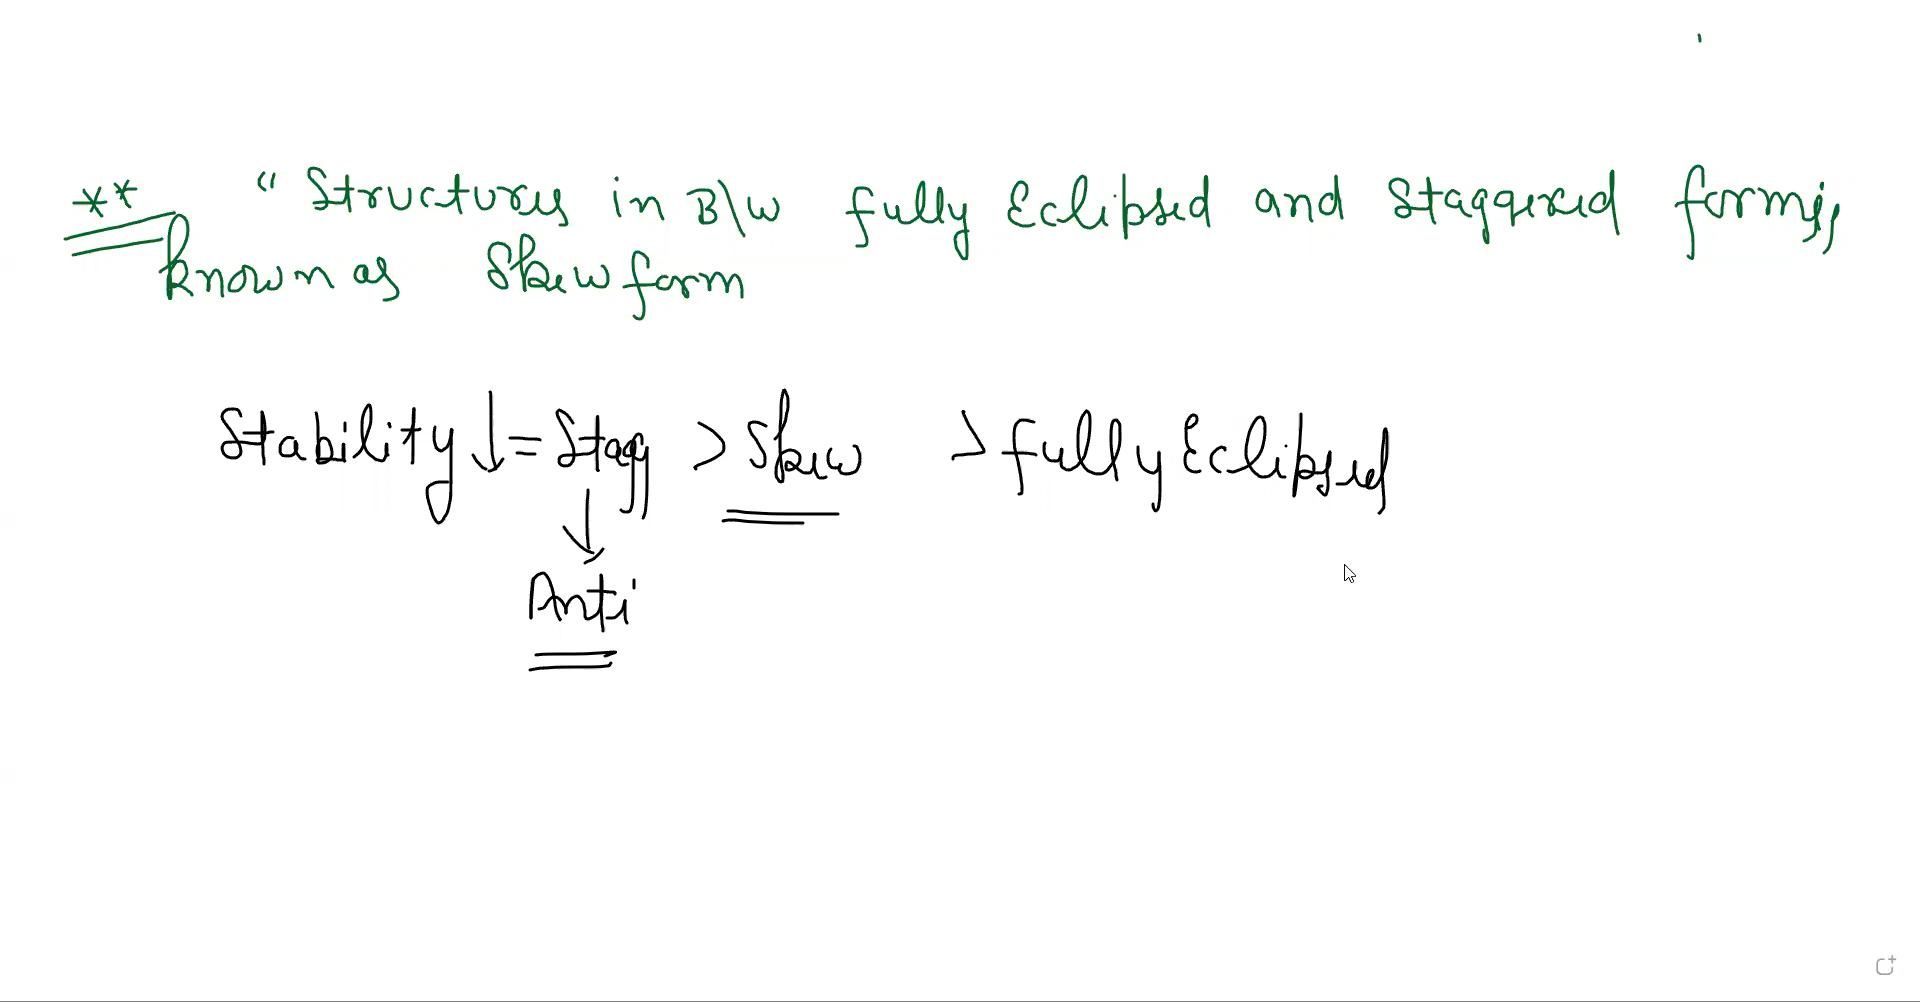 ** " Structures in B\w fully Eclipsed and Staggered forms,
known as Skew form
Stability ↓ = Stagg > Skew > fully Eclipsed
↓
Anti